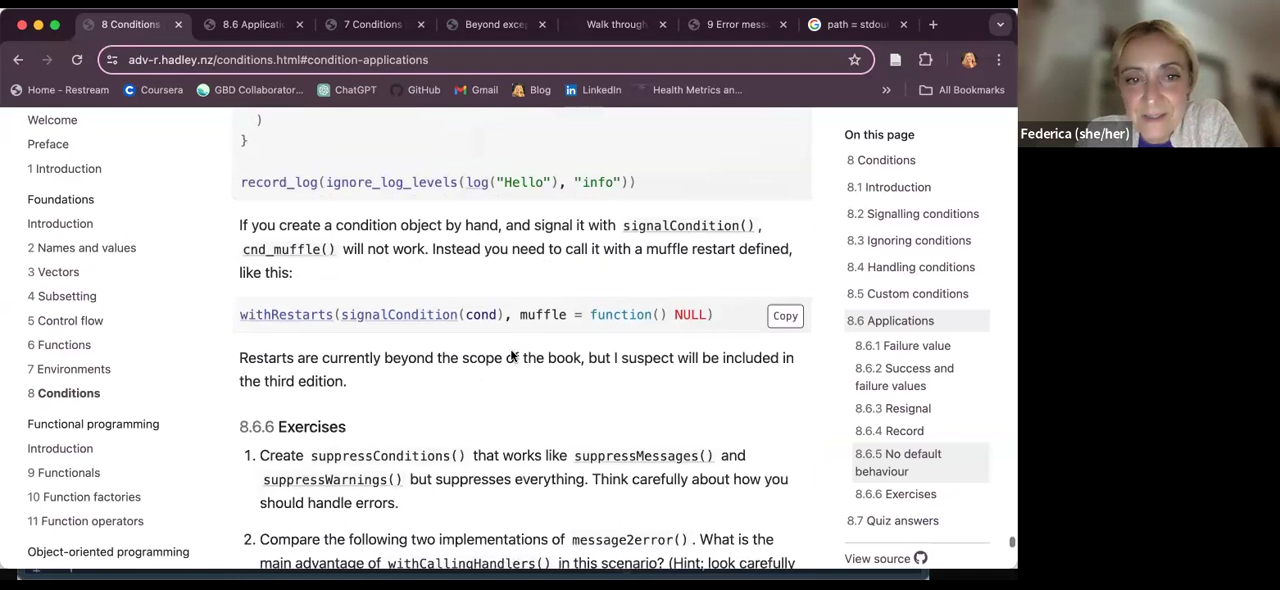 8 Conditions
8.6 Applicati
7 Conditions
Beyond exce
Walk through
9 Error mess
path = stdou
adv-r.hadley.nz/conditions.html#condition-applications
Home - Restream
Coursera
GBD Collaborator...
ChatGPT
GitHub
Gmail
Blog
LinkedIn
Health Metrics an...
»
All Bookmarks
Federica (she/her)
Welcome
Preface
1 Introduction
Foundations
Introduction
2 Names and values
3 Vectors
4 Subsetting
5 Control flow
6 Functions
7 Environments
8 Conditions
Functional programming
Introduction
9 Functionals
10 Function factories
11 Function operators
Object-oriented programming
)
}
record_log(ignore_log_levels(log("Hello"), "info"))
If you create a condition object by hand, and signal it with signalCondition(),
cnd_muffle() will not work. Instead you need to call it with a muffle restart defined,
like this:
withRestarts(signalCondition(cond), muffle = function() NULL)
Copy
Restarts are currently beyond the scope of the book, but I suspect will be included in
the third edition.
8.6.6 Exercises
1. Create suppressConditions() that works like suppressMessages() and
suppressWarnings() but suppresses everything. Think carefully about how you
should handle errors.
2. Compare the following two implementations of message2error(). What is the
main advantage of withCallingHandlers() in this scenario? (Hint: look carefully
On this page
8 Conditions
8.1 Introduction
8.2 Signalling conditions
8.3 Ignoring conditions
8.4 Handling conditions
8.5 Custom conditions
8.6 Applications
8.6.1 Failure value
8.6.2 Success and
failure values
8.6.3 Resignal
8.6.4 Record
8.6.5 No default
behaviour
8.6.6 Exercises
8.7 Quiz answers
View source